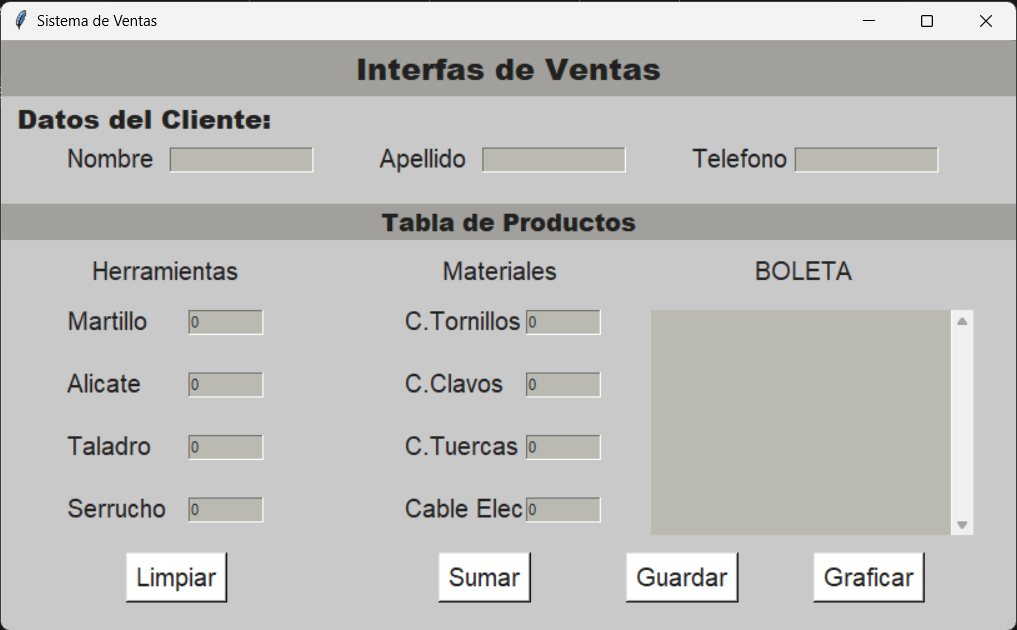 Sistema de Ventas
Interfas de Ventas
Datos del Cliente:
Nombre Apellido Telefono
Tabla de Productos
Herramientas Materiales BOLETA
Martillo 0 C.Tornillos 0
Alicate 0 C.Clavos 0
Taladro 0 C.Tuercas 0
Serrucho 0 Cable Elec 0
Limpiar Sumar Guardar Graficar